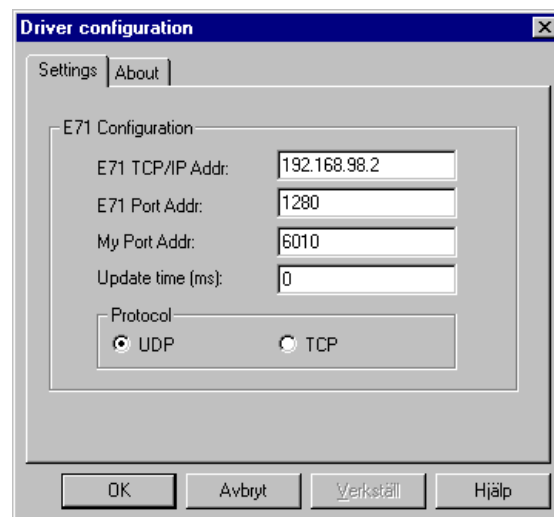 Driver configuration
Settings About
E71 Configuration
E71 TCP/IP Addr: 192.168.98.2
E71 Port Addr: 1280
My Port Addr: 6010
Update time (ms): 0
Protocol
UDP TCP
OK Avbryt Verkställ Hjälp